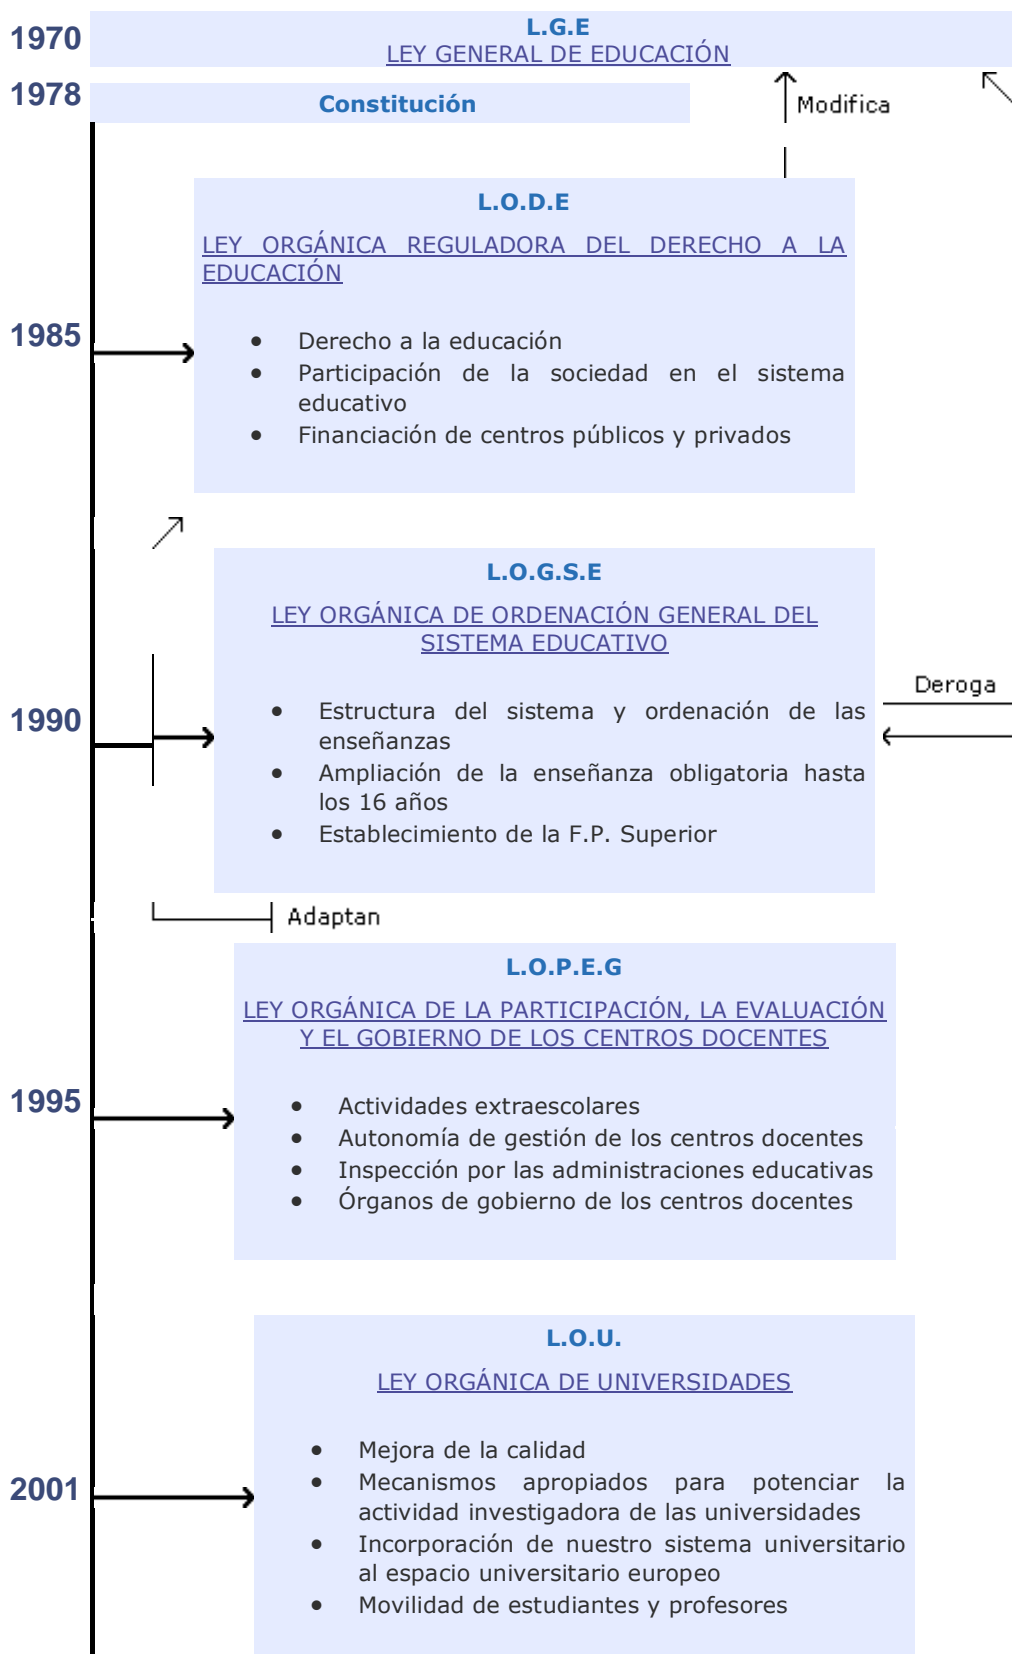 1970
L.G.E
LEY GENERAL DE EDUCACIÓN
1978
Constitución
Modifica
L.O.D.E
LEY ORGÁNICA REGULADORA DEL DERECHO A LA
EDUCACIÓN
1985
• Derecho a la educación
• Participación de la sociedad en el sistema
educativo
• Financiación de centros públicos y privados
L.O.G.S.E
LEY ORGÁNICA DE ORDENACIÓN GENERAL DEL
SISTEMA EDUCATIVO
Deroga
1990
• Estructura del sistema y ordenación de las
enseñanzas
• Ampliación de la enseñanza obligatoria hasta
los 16 años
• Establecimiento de la F.P. Superior
Adaptan
L.O.P.E.G
LEY ORGÁNICA DE LA PARTICIPACIÓN, LA EVALUACIÓN
Y EL GOBIERNO DE LOS CENTROS DOCENTES
1995
• Actividades extraescolares
• Autonomía de gestión de los centros docentes
• Inspección por las administraciones educativas
• Órganos de gobierno de los centros docentes
L.O.U.
LEY ORGÁNICA DE UNIVERSIDADES
2001
• Mejora de la calidad
• Mecanismos apropiados para potenciar la
actividad investigadora de las universidades
• Incorporación de nuestro sistema universitario
al espacio universitario europeo
• Movilidad de estudiantes y profesores